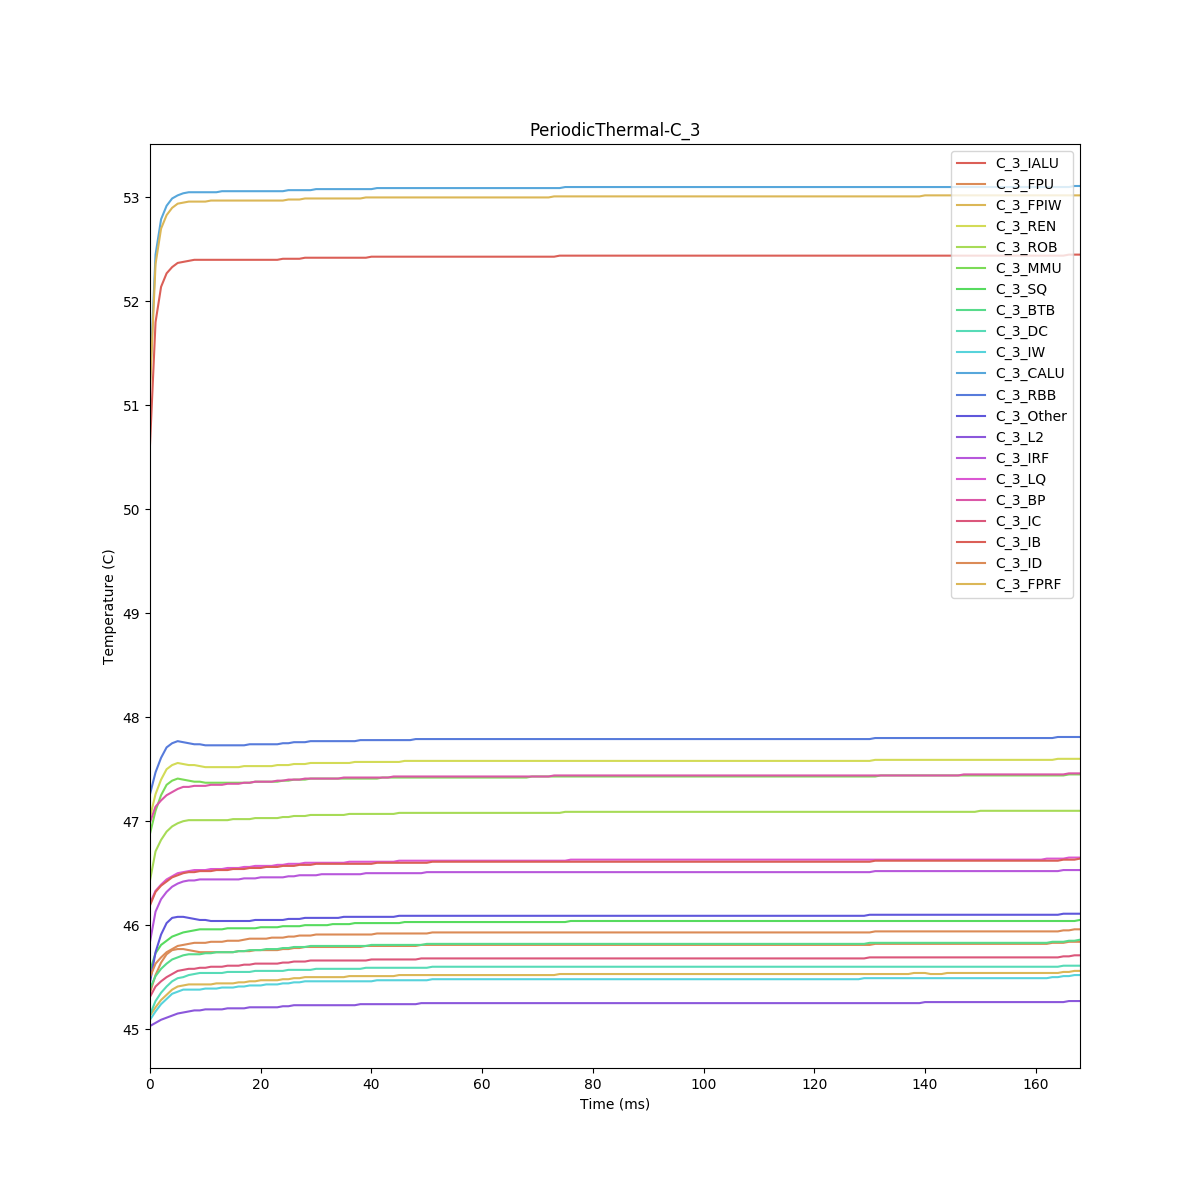 PeriodicThermal-C_3
53
52
51
50
49
48
47
46
45
Temperature (C)
C_3_IALU
C_3_FPU
C_3_FPIW
C_3_REN
C_3_ROB
C_3_MMU
C_3_SQ
C_3_BTB
C_3_DC
C_3_IW
C_3_CALU
C_3_RBB
C_3_Other
C_3_L2
C_3_IRF
C_3_LQ
C_3_BP
C_3_IC
C_3_IB
C_3_ID
C_3_FPRF
0 20 40 60 80 100 120 140 160
Time (ms)